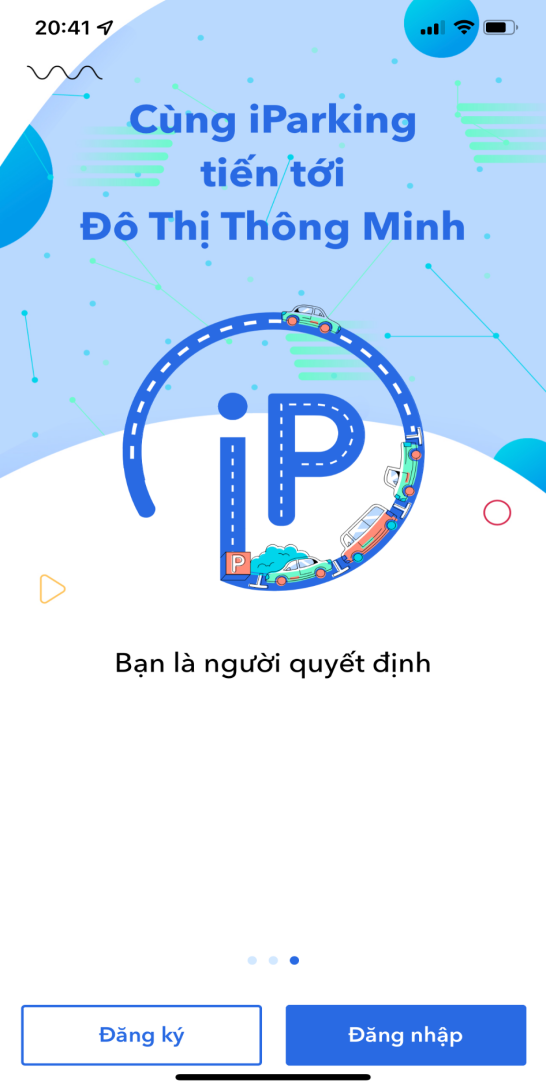 20:41
Cùng iParking
tiến tới
Đô Thị Thông Minh
iP
P
Bạn là người quyết định
Đăng ký
Đăng nhập